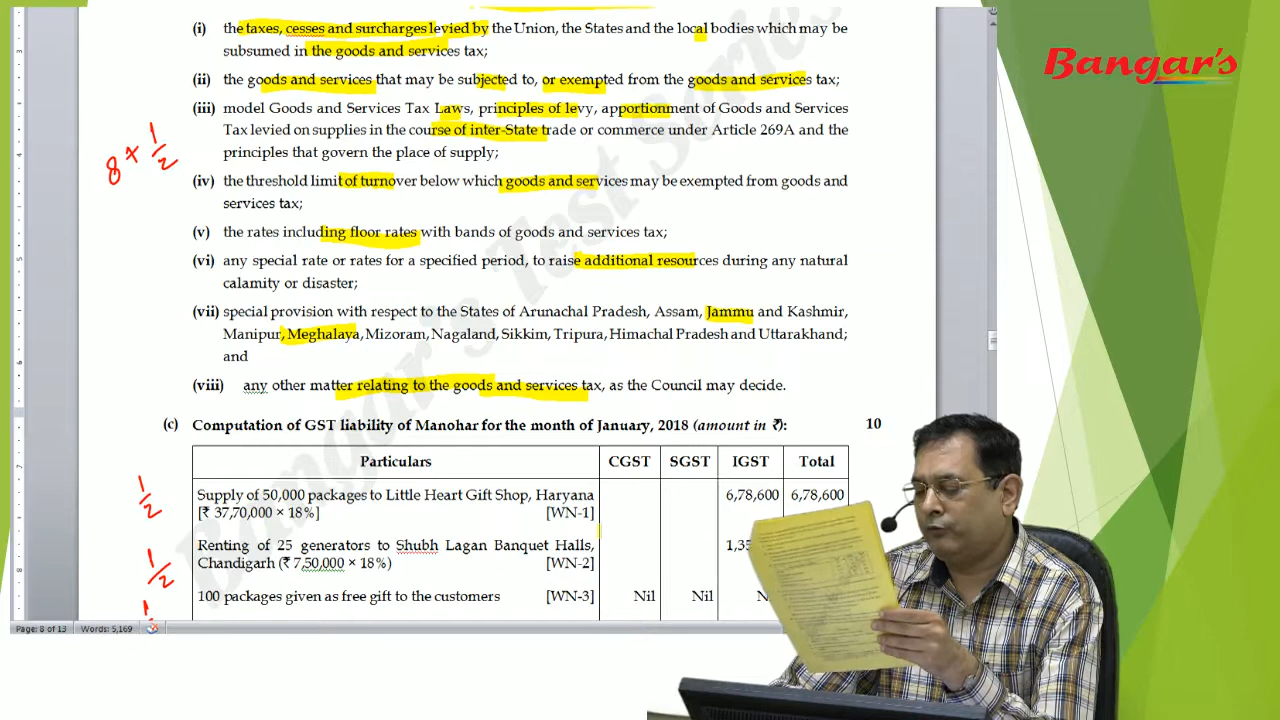 Bangar's
(i) the taxes, cesses and surcharges levied by the Union, the States and the local bodies which may be
subsumed in the goods and services tax;
(ii) the goods and services that may be subjected to, or exempted from the goods and services tax;
(iii) model Goods and Services Tax Laws, principles of levy, apportionment of Goods and Services
Tax levied on supplies in the course of inter-State trade or commerce under Article 269A and the
principles that govern the place of supply;
8 × 1/2
(iv) the threshold limit of turnover below which goods and services may be exempted from goods and
services tax;
(v) the rates including floor rates with bands of goods and services tax;
(vi) any special rate or rates for a specified period, to raise additional resources during any natural
calamity or disaster;
(vii) special provision with respect to the States of Arunachal Pradesh, Assam, Jammu and Kashmir,
Manipur, Meghalaya, Mizoram, Nagaland, Sikkim, Tripura, Himachal Pradesh and Uttarakhand;
and
(viii) any other matter relating to the goods and services tax, as the Council may decide.
(c) Computation of GST liability of Manohar for the month of January, 2018 (amount in ₹): 10
Particulars CGST SGST IGST Total
1/2 Supply of 50,000 packages to Little Heart Gift Shop, Haryana 6,78,600 6,78,600
[₹ 37,70,000 × 18%] [WN-1]
Renting of 25 generators to Shubh Lagan Banquet Halls,
1/2 Chandigarh (₹ 7,50,000 × 18%) [WN-2]
100 packages given as free gift to the customers [WN-3] Nil Nil
Page: 8 of 13 Words: 5,169
Bangar's Test Series